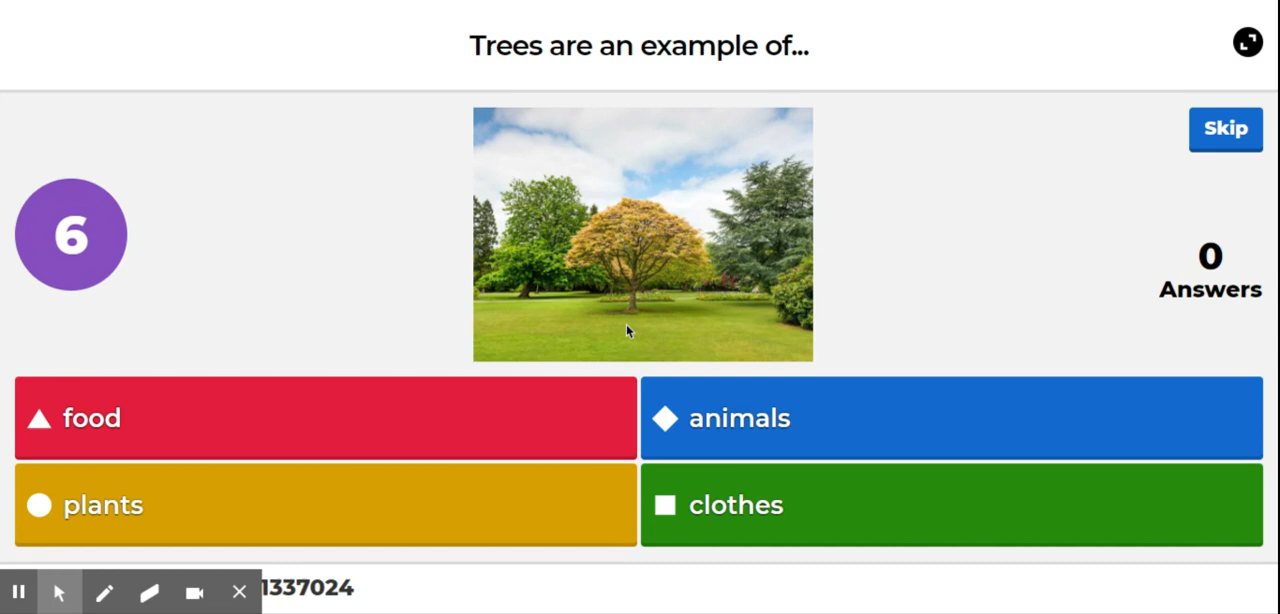 Trees are an example of...
Skip
6
0
Answers
food
animals
plants
clothes
1337024